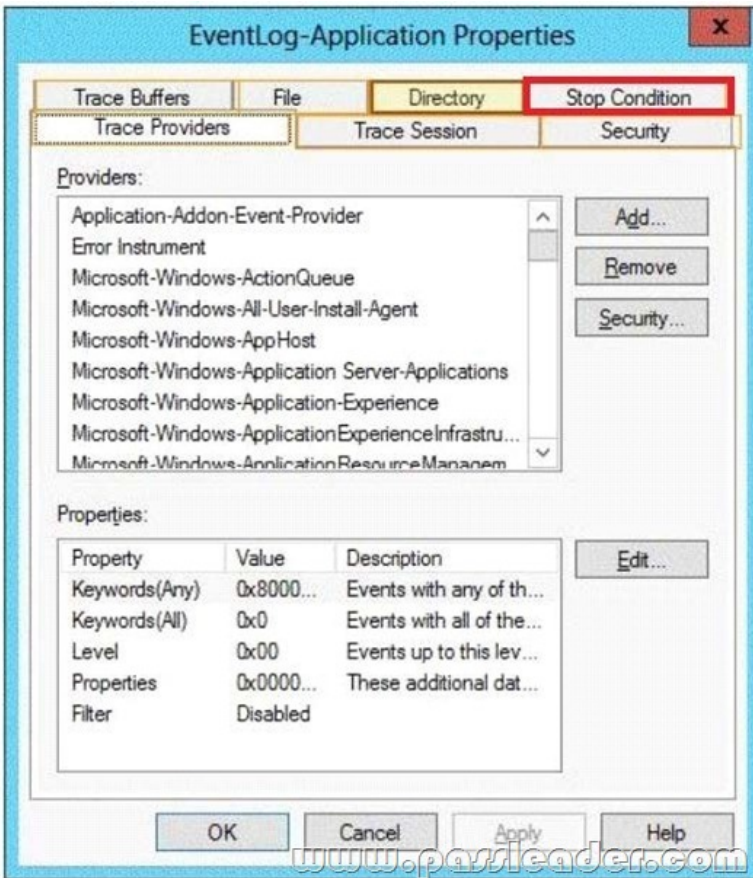 EventLog-Application Properties
x
Trace Buffers File Directory Stop Condition
Trace Providers Trace Session Security
Providers:
Application-Addon-Event-Provider
Error Instrument
Microsoft-Windows-ActionQueue
Microsoft-Windows-All-User-Install-Agent
Microsoft-Windows-AppHost
Microsoft-Windows-Application Server-Applications
Microsoft-Windows-Application-Experience
Microsoft-Windows-ApplicationExperienceInfrastru...
Microsoft-Windows-ApplicationResourceManagem
Add...
Remove
Security...
Properties:
Property Value Description
Keywords(Any) 0x8000... Events with any of th...
Keywords(All) 0x0 Events with all of the...
Level 0x00 Events up to this lev...
Properties 0x0000... These additional dat...
Filter Disabled
Edit...
OK Cancel Apply Help
www.passleader.com